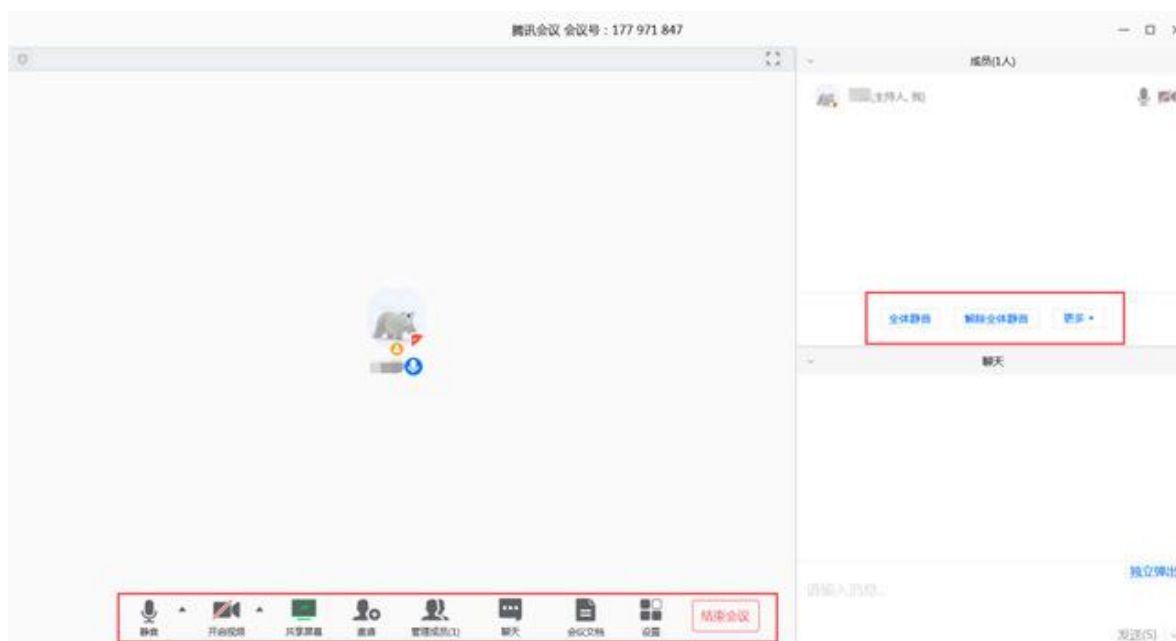 腾讯会议 会议号：177 971 847
成员(1人)
(主持人, 我)
全体静音 解除全体静音 更多
聊天
独立弹出
请输入消息...
静音 开启视频 共享屏幕 邀请 管理成员(1) 聊天 会议文档 设置 结束会议
发送(S)